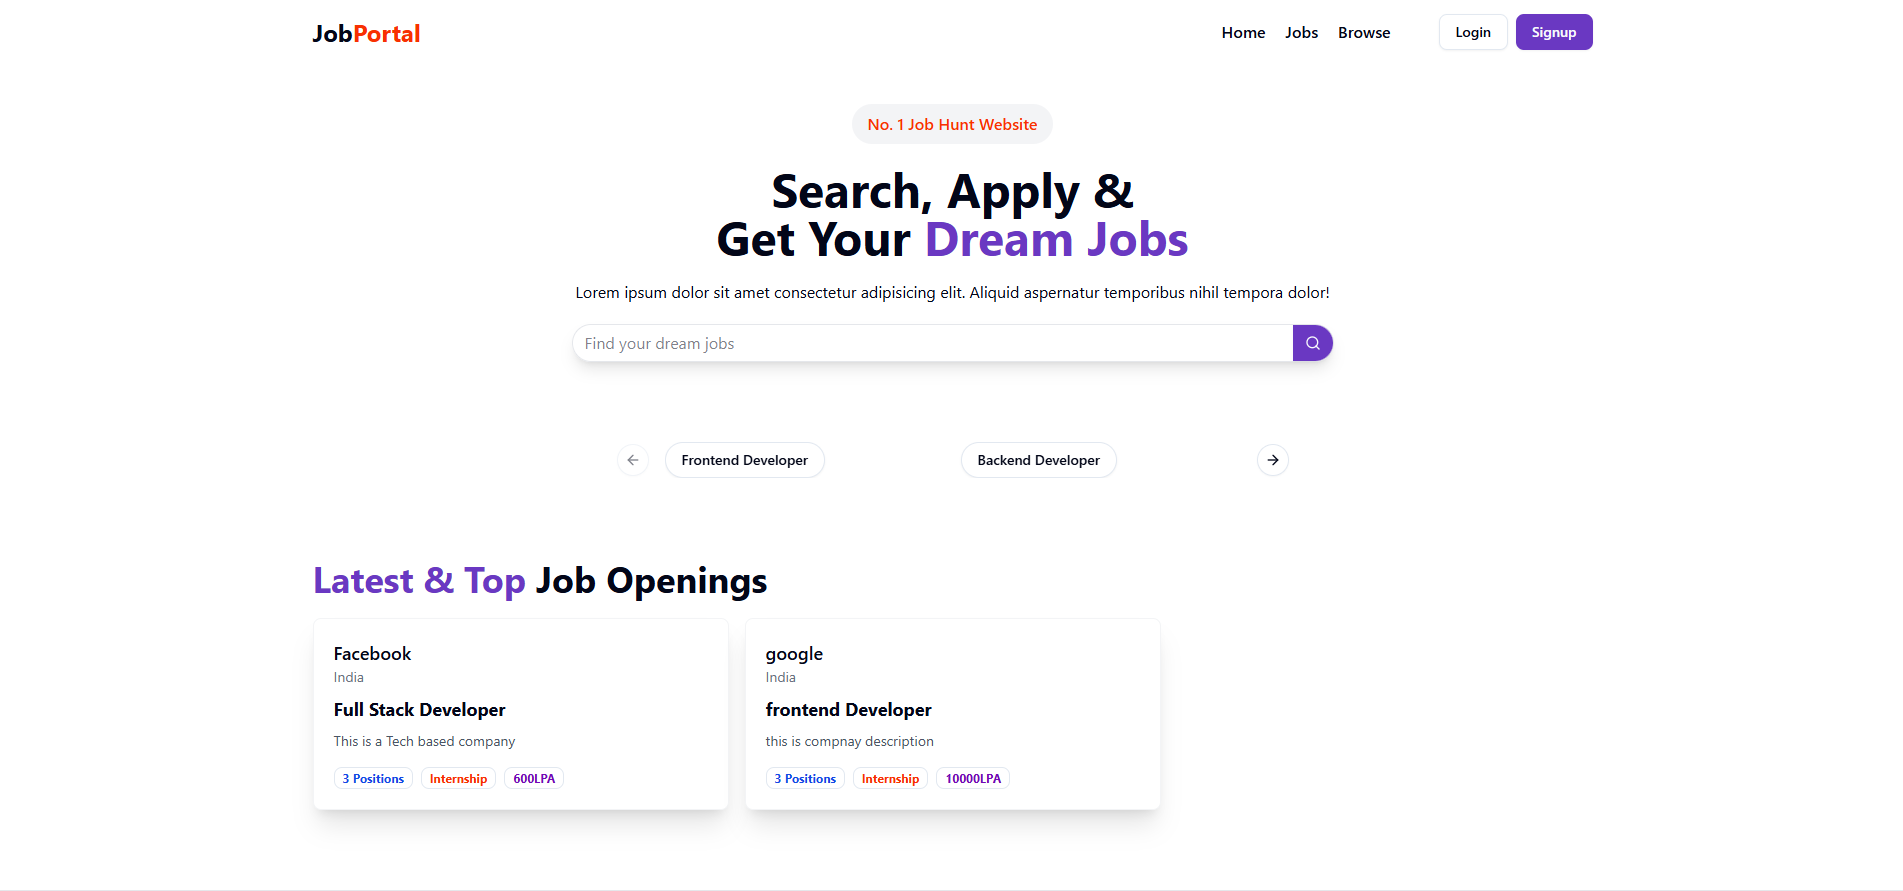 JobPortal
Home Jobs Browse Login Signup
No. 1 Job Hunt Website
Search, Apply &
Get Your Dream Jobs
Lorem ipsum dolor sit amet consectetur adipisicing elit. Aliquid aspernatur temporibus nihil tempora dolor!
Find your dream jobs
Frontend Developer Backend Developer
Latest & Top Job Openings
Facebook
India
Full Stack Developer
This is a Tech based company
3 Positions Internship 600LPA
google
India
frontend Developer
this is compnay description
3 Positions Internship 10000LPA